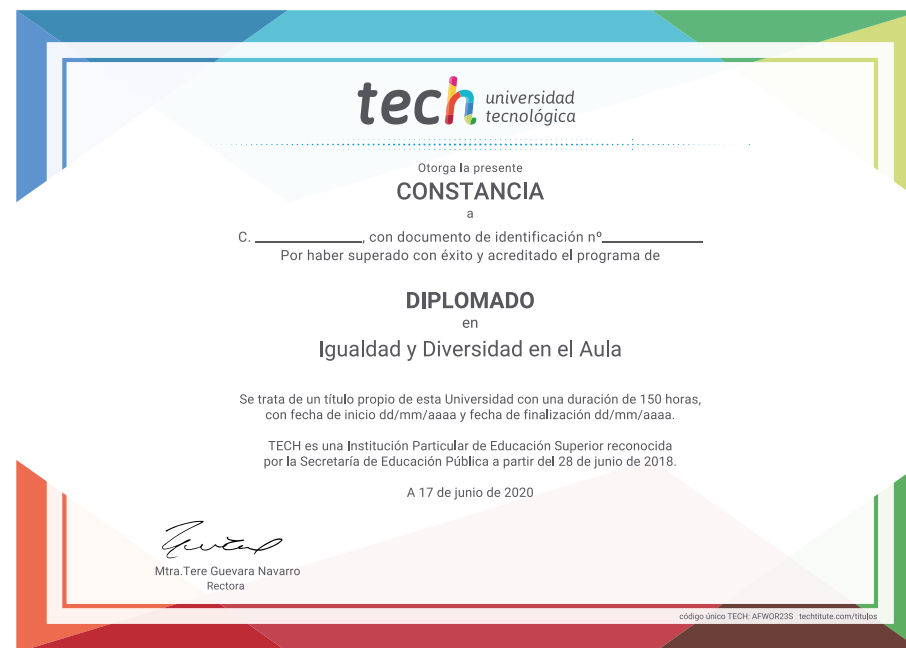 tech universidad
tecnológica
Otorga la presente
CONSTANCIA
a
C. ____________, con documento de identificación nº____________
Por haber superado con éxito y acreditado el programa de
DIPLOMADO
en
Igualdad y Diversidad en el Aula
Se trata de un título propio de esta Universidad con una duración de 150 horas,
con fecha de inicio dd/mm/aaaa y fecha de finalización dd/mm/aaaa.
TECH es una Institución Particular de Educación Superior reconocida
por la Secretaría de Educación Pública a partir del 28 de junio de 2018.
A 17 de junio de 2020
Mtra.Tere Guevara Navarro
Rectora
código único TECH: AFWOR23S techtitute.com/titulos